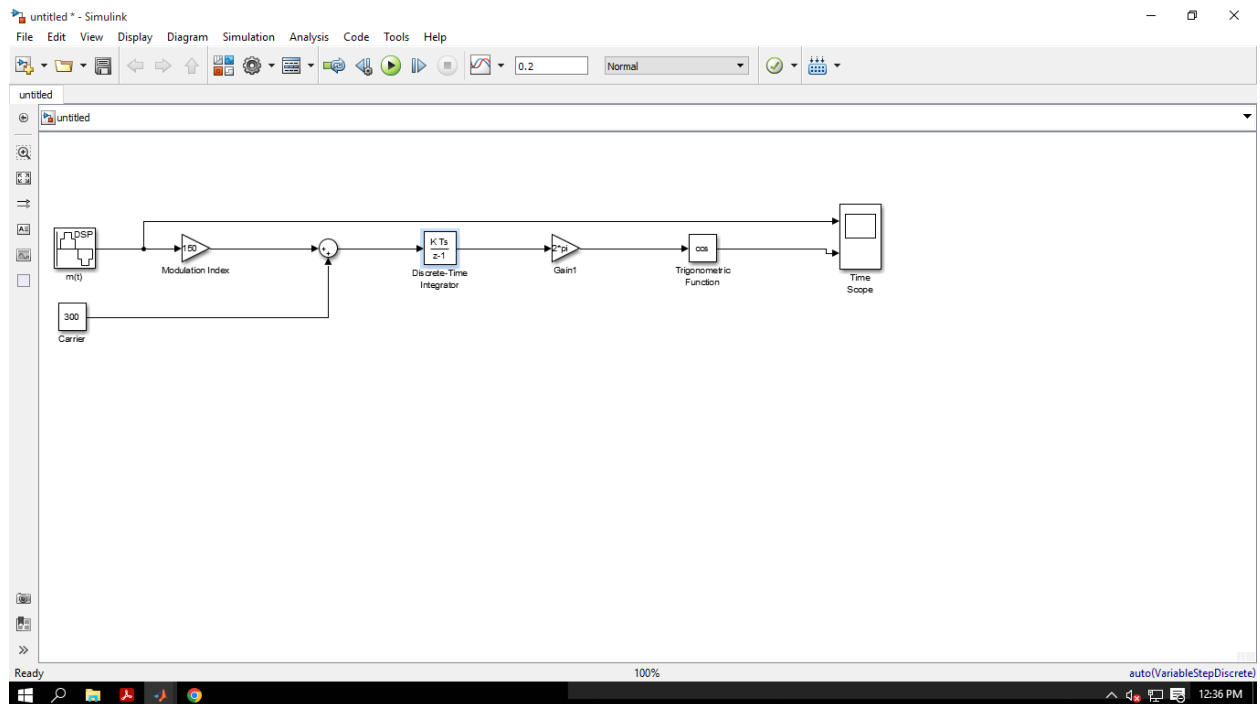 untitled * - Simulink
File Edit View Display Diagram Simulation Analysis Code Tools Help
0.2 Normal
untitled
untitled
DSP
m(t)
150
Modulation Index
+
+
K Ts
z-1
Discrete-Time
Integrator
2*pi
Gain1
cos
Trigonometric
Function
Time
Scope
300
Carrier
Ready 100% auto(VariableStepDiscrete)
12:36 PM